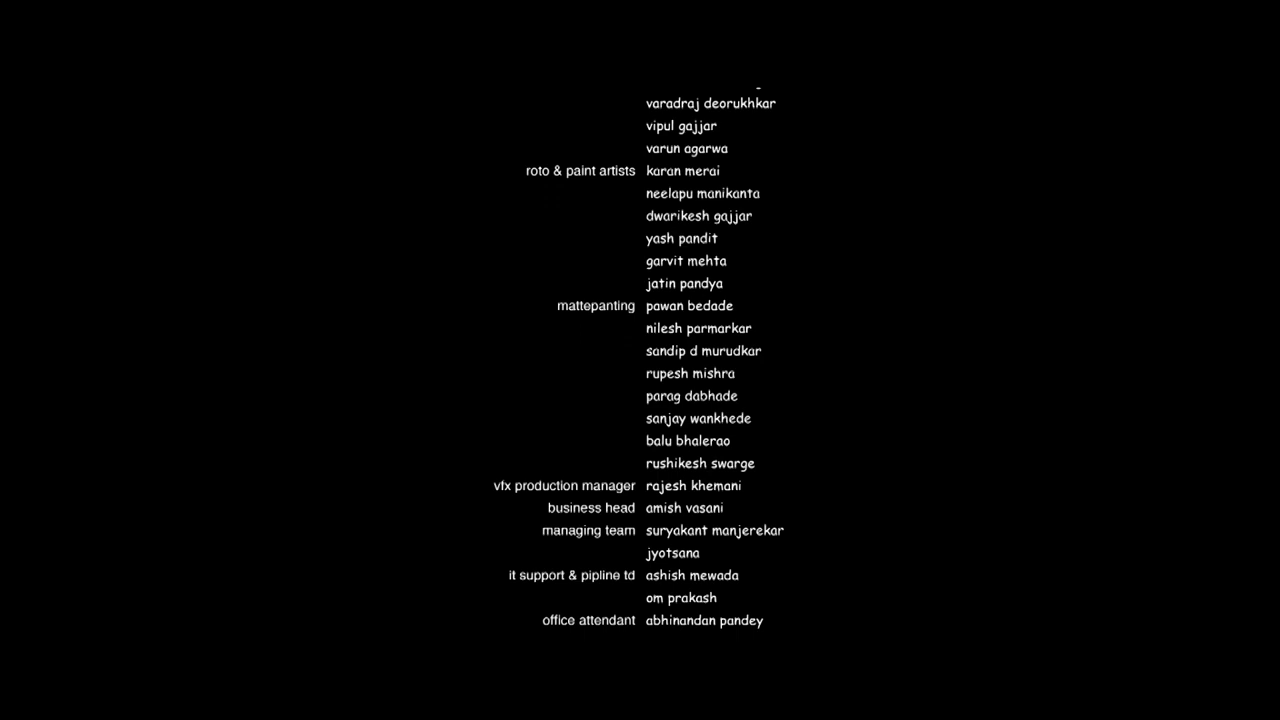 varadraj deorukhkar
vipul gajjar
varun agarwa
roto & paint artists karan merai
neelapu manikanta
dwarikesh gajjar
yash pandit
garvit mehta
jatin pandya
mattepanting pawan bedade
nilesh parmarkar
sandip d murudkar
rupesh mishra
parag dabhade
sanjay wankhede
balu bhalerao
rushikesh swarge
vfx production manager rajesh khemani
business head amish vasani
managing team suryakant manjerekar
jyotsana
it support & pipline td ashish mewada
om prakash
office attendant abhinandan pandey